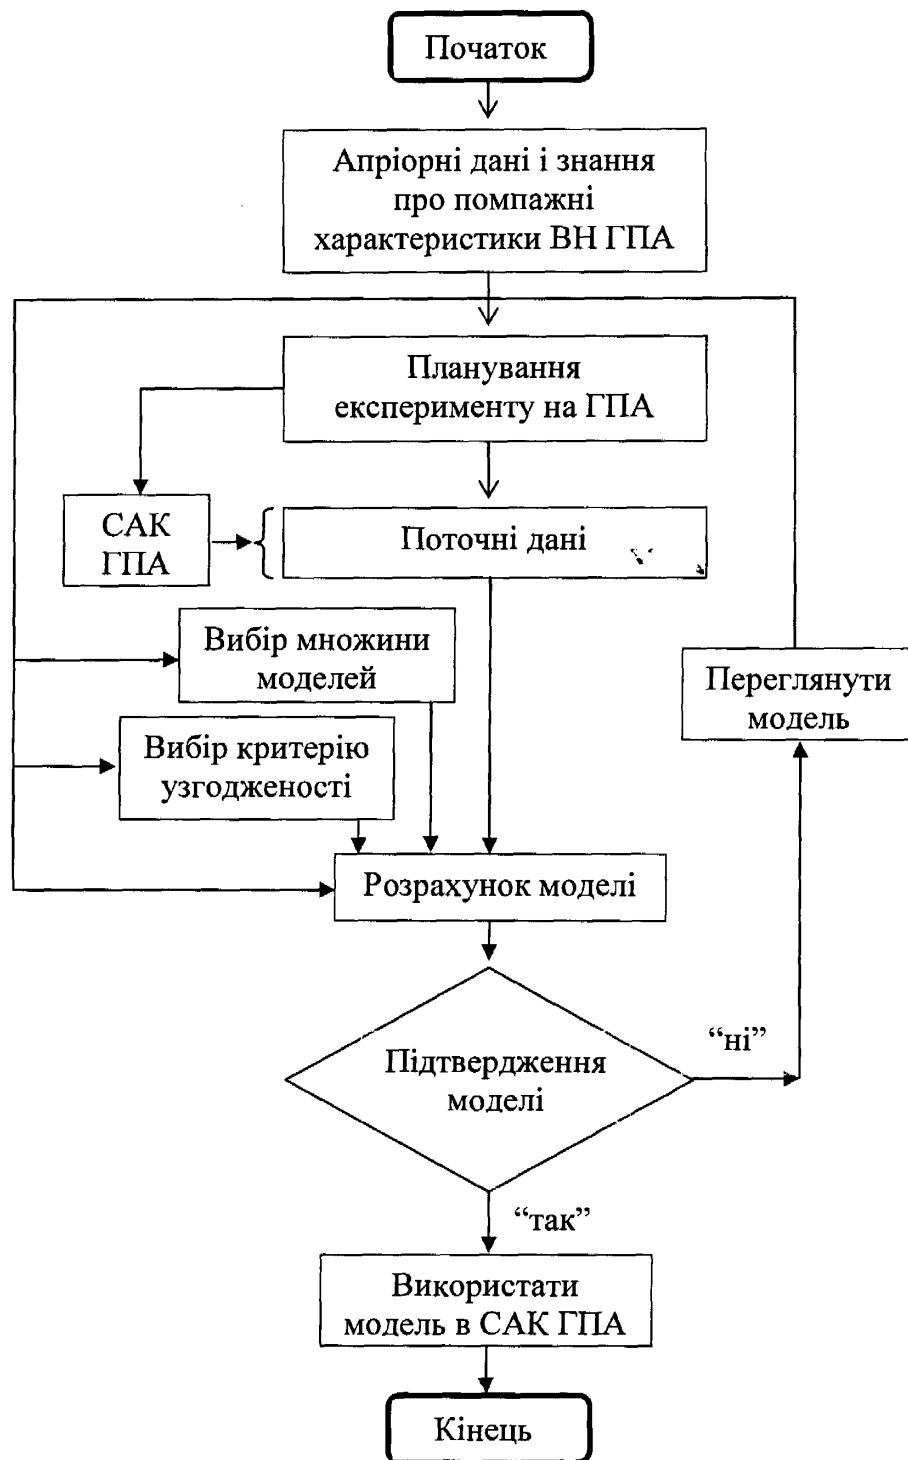 Початок
Апріорні дані і знання
про помпажні
характеристики ВН ГПА
Планування
експерименту на ГПА
САК
ГПА
Поточні дані
Вибір множини
моделей
Переглянути
модель
Вибір критерію
узгодженості
Розрахунок моделі
“ні”
Підтвердження
моделі
“так”
Використати
модель в САК ГПА
Кінець